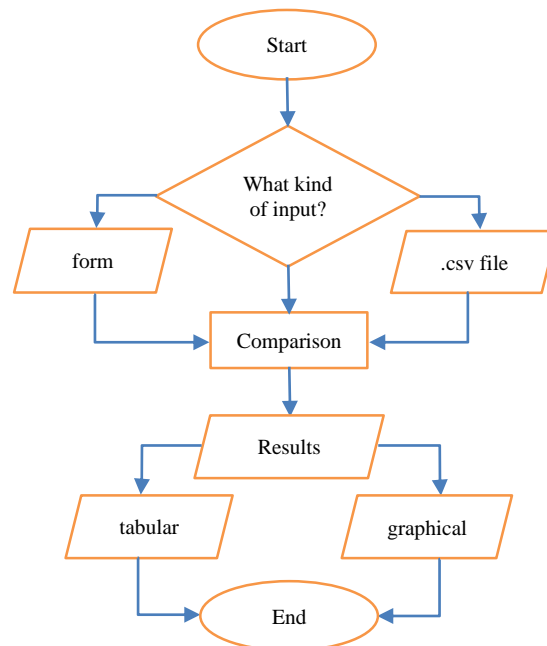 Start
What kind
of input?
form
.csv file
Comparison
Results
tabular
graphical
End